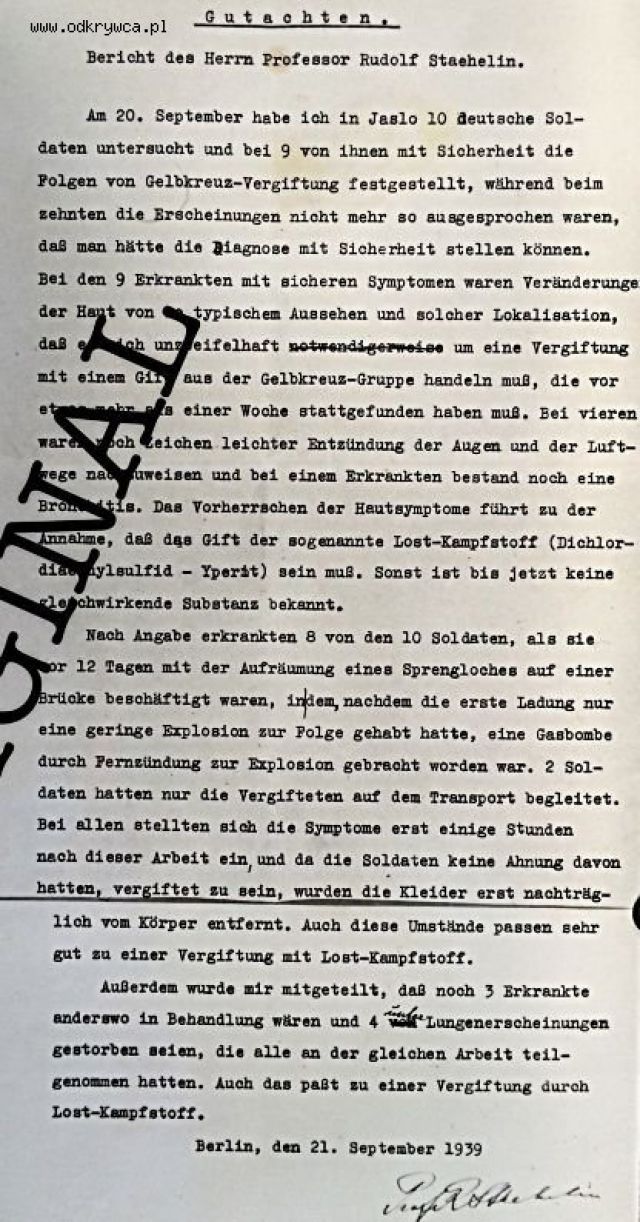 www.odkrywca.pl
Gutachten.
Bericht des Herrn Professor Rudolf Staehelin.
Am 20. September habe ich in Jaslo 10 deutsche Sol-
daten untersucht und bei 9 von ihnen mit Sicherheit die
Folgen von Gelbkreuz-Vergiftung festgestellt, während beim
zehnten die Erscheinungen nicht mehr so ausgesprochen waren,
daß man hätte die Diagnose mit Sicherheit stellen können.
Bei den 9 Erkrankten mit sicheren Symptomen waren Veränderunge
der Haut von so typischem Aussehen und solcher Lokalisation,
daß es sich unzweifelhaft notwendigerweise um eine Vergiftung
mit einem Gift aus der Gelbkreuz-Gruppe handeln muß, die vor
etwas mehr als einer Woche stattgefunden haben muß. Bei vieren
waren noch Zeichen leichter Entzündung der Augen und der Luft-
wege nachzuweisen und bei einem Erkrankten bestand noch eine
Bronchitis. Das Vorherrschen der Hautsymptome führt zu der
Annahme, daß das Gift der sogenannte Lost-Kampfstoff (Dichlor-
diaethylsulfid - Yperit) sein muß. Sonst ist bis jetzt keine
gleichwirkende Substanz bekannt.
Nach Angabe erkrankten 8 von den 10 Soldaten, als sie
vor 12 Tagen mit der Aufräumung eines Sprengloches auf einer
Brücke beschäftigt waren, indem, nachdem die erste Ladung nur
eine geringe Explosion zur Folge gehabt hatte, eine Gasbombe
durch Fernzündung zur Explosion gebracht worden war. 2 Sol-
daten hatten nur die Vergifteten auf dem Transport begleitet.
Bei allen stellten sich die Symptome erst einige Stunden
nach dieser Arbeit ein, und da die Soldaten keine Ahnung davon
hatten, vergiftet zu sein, wurden die Kleider erst nachträg-
lich vom Körper entfernt. Auch diese Umstände passen sehr
gut zu einer Vergiftung mit Lost-Kampfstoff.
Außerdem wurde mir mitgeteilt, daß noch 3 Erkrankte
anderswo in Behandlung wären und 4 Lungenerscheinungen
gestorben seien, die alle an der gleichen Arbeit teil-
genommen hatten. Auch das paßt zu einer Vergiftung durch
Lost-Kampfstoff.
Berlin, den 21. September 1939
Prof R Staehelin
GINAL